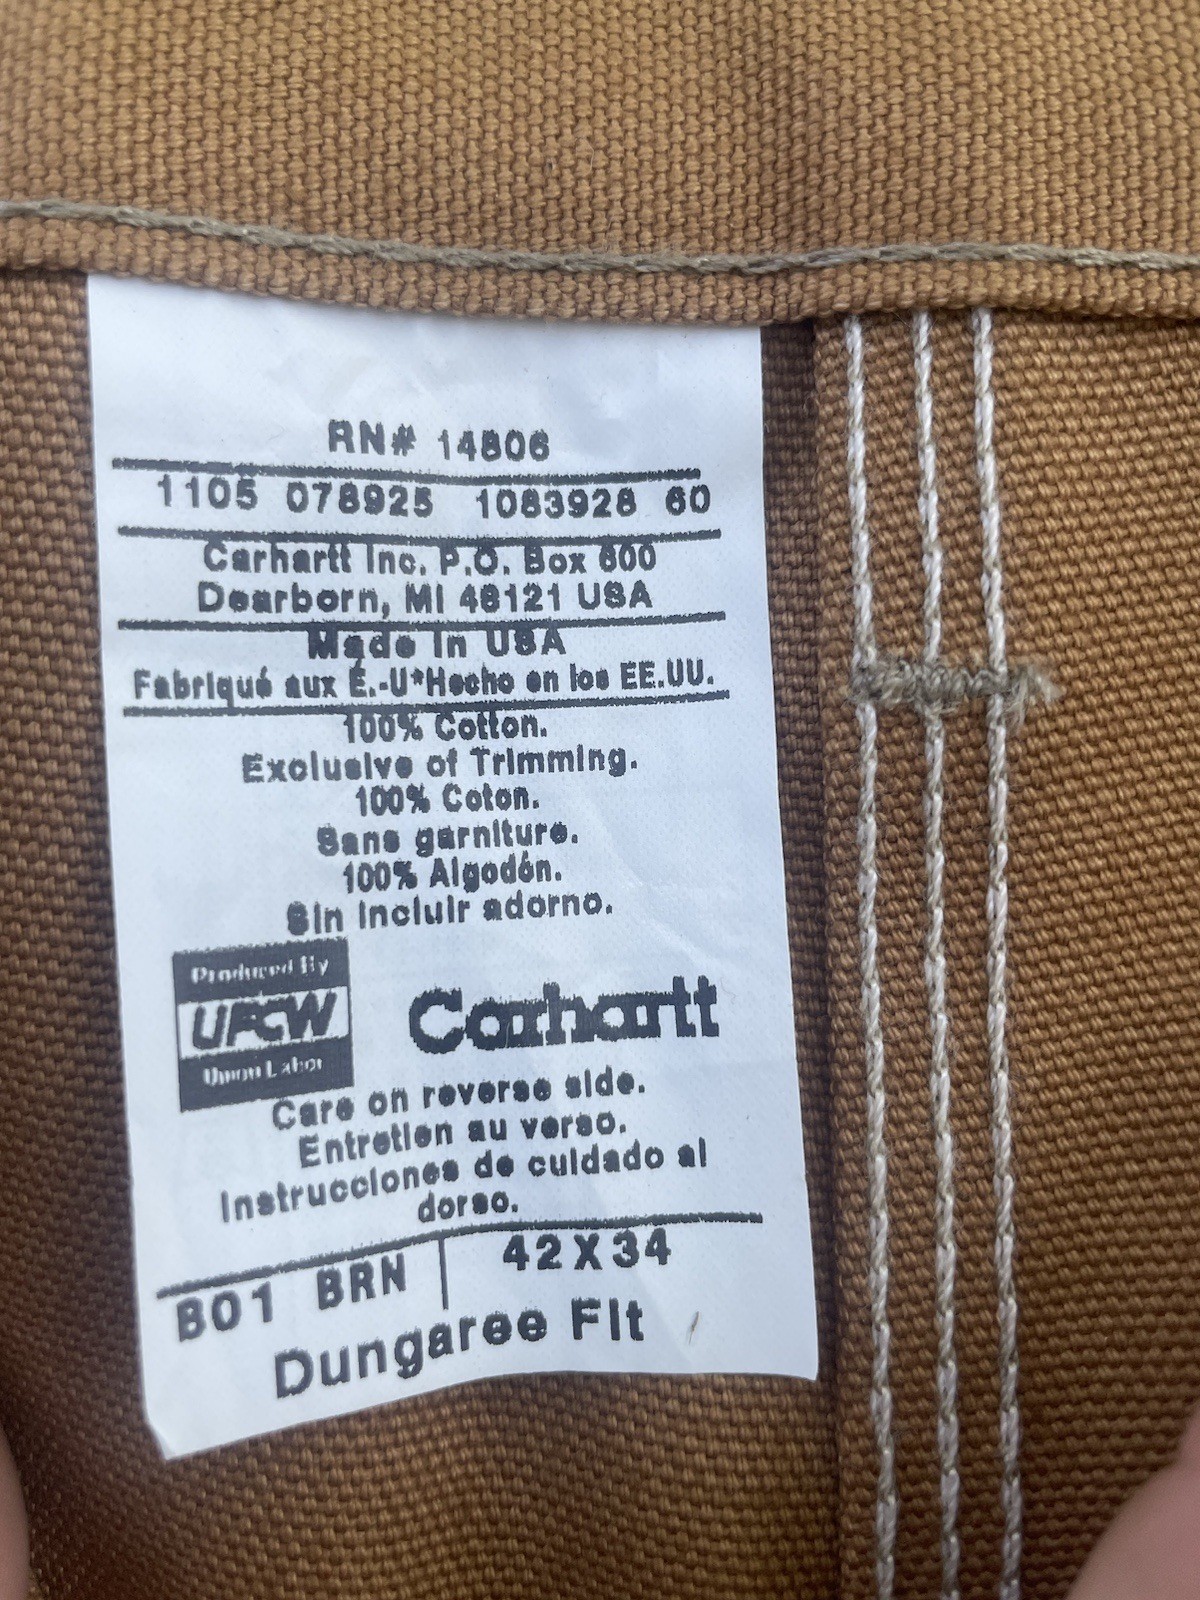 RN# 14806
1105 078925 1083928 60
Carhartt Inc. P.O. Box 600
Dearborn, MI 48121 USA
Made in USA
Fabriqué aux É.-U*Hecho en los EE.UU.
100% Cotton.
Exclusive of Trimming.
100% Coton.
Sans garniture.
100% Algodón.
Sin incluir adorno.
Produced By
UFCW
Union Labor
Carhartt
Care on reverse side.
Entretien au verso.
Instrucciones de cuidado al
dorso.
B01 BRN 42X34
Dungaree Fit